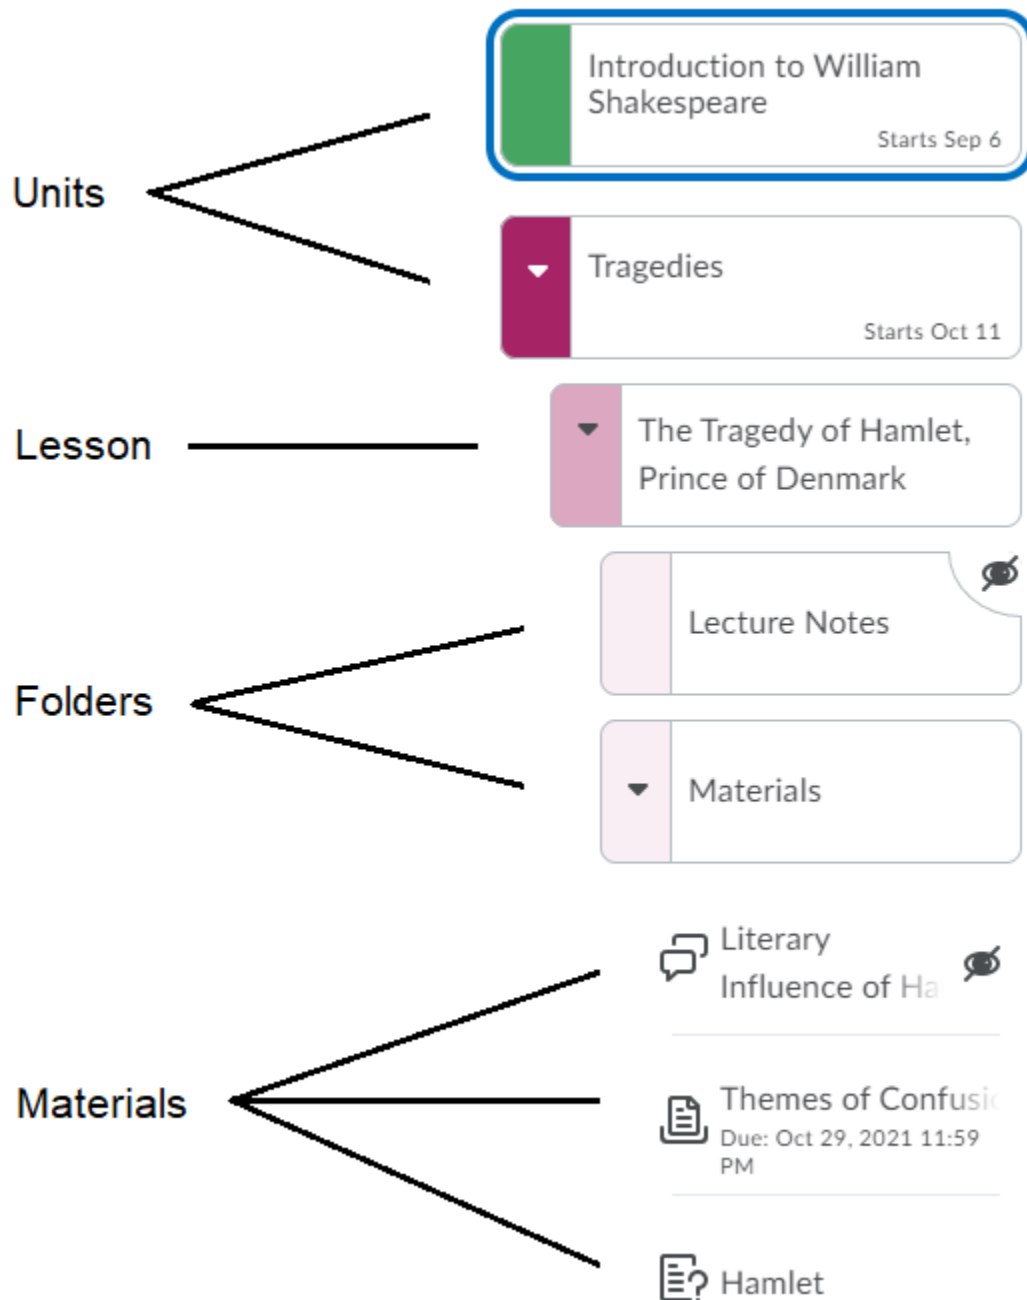 Introduction to William
Shakespeare
Starts Sep 6
Units
Tragedies
Starts Oct 11
Lesson
The Tragedy of Hamlet,
Prince of Denmark
Lecture Notes
Folders
Materials
Literary
Influence of Ha
Materials
Themes of Confusic
Due: Oct 29, 2021 11:59
PM
Hamlet